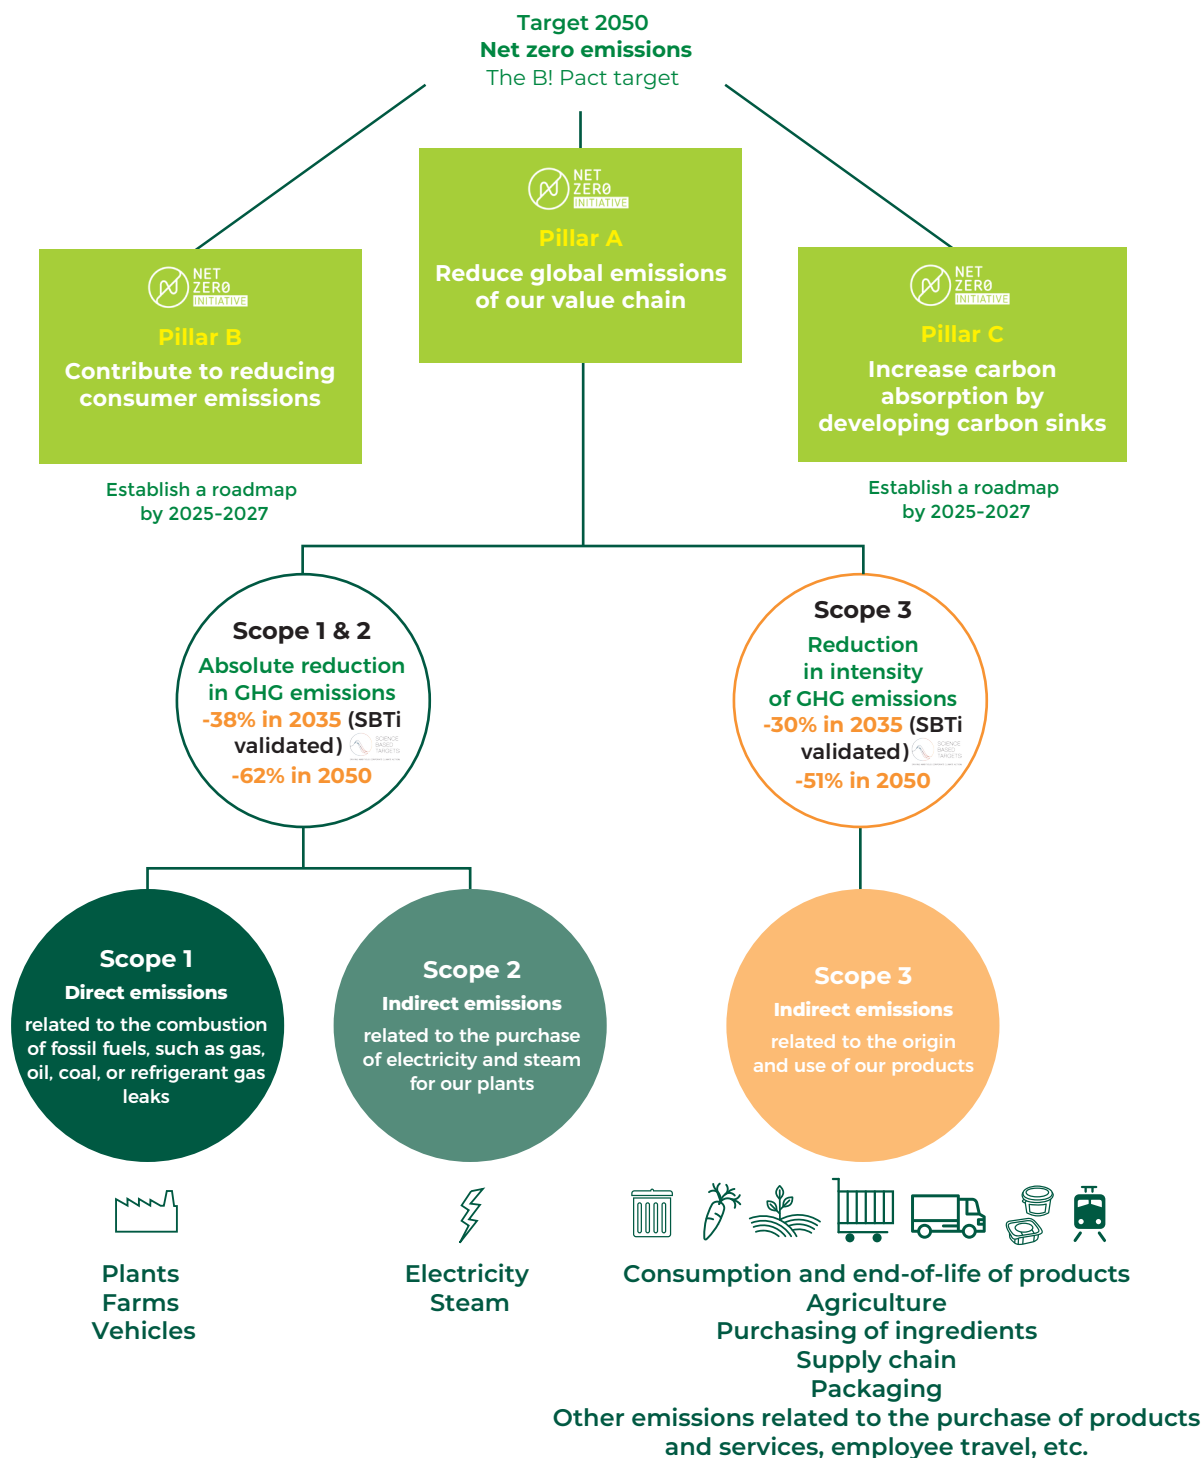 Target 2050
Net zero emissions
The B! Pact target
NET
ZERO
INITIATIVE
Pillar A
Reduce global emissions
of our value chain
NET
ZERO
INITIATIVE
Pillar B
Contribute to reducing
consumer emissions
Establish a roadmap
by 2025-2027
NET
ZERO
INITIATIVE
Pillar C
Increase carbon
absorption by
developing carbon sinks
Establish a roadmap
by 2025-2027
Scope 1 & 2
Absolute reduction
in GHG emissions
-38% in 2035 (SBTi
validated)
SCIENCE
BASED
TARGETS
-62% in 2050
Scope 3
Reduction
in intensity
of GHG emissions
-30% in 2035 (SBTi
validated)
SCIENCE
BASED
TARGETS
-51% in 2050
Scope 1
Direct emissions
related to the combustion
of fossil fuels, such as gas,
oil, coal, or refrigerant gas
leaks
Scope 2
Indirect emissions
related to the purchase
of electricity and steam
for our plants
Scope 3
Indirect emissions
related to the origin
and use of our products
Plants
Farms
Vehicles
Electricity
Steam
Consumption and end-of-life of products
Agriculture
Purchasing of ingredients
Supply chain
Packaging
Other emissions related to the purchase of products
and services, employee travel, etc.